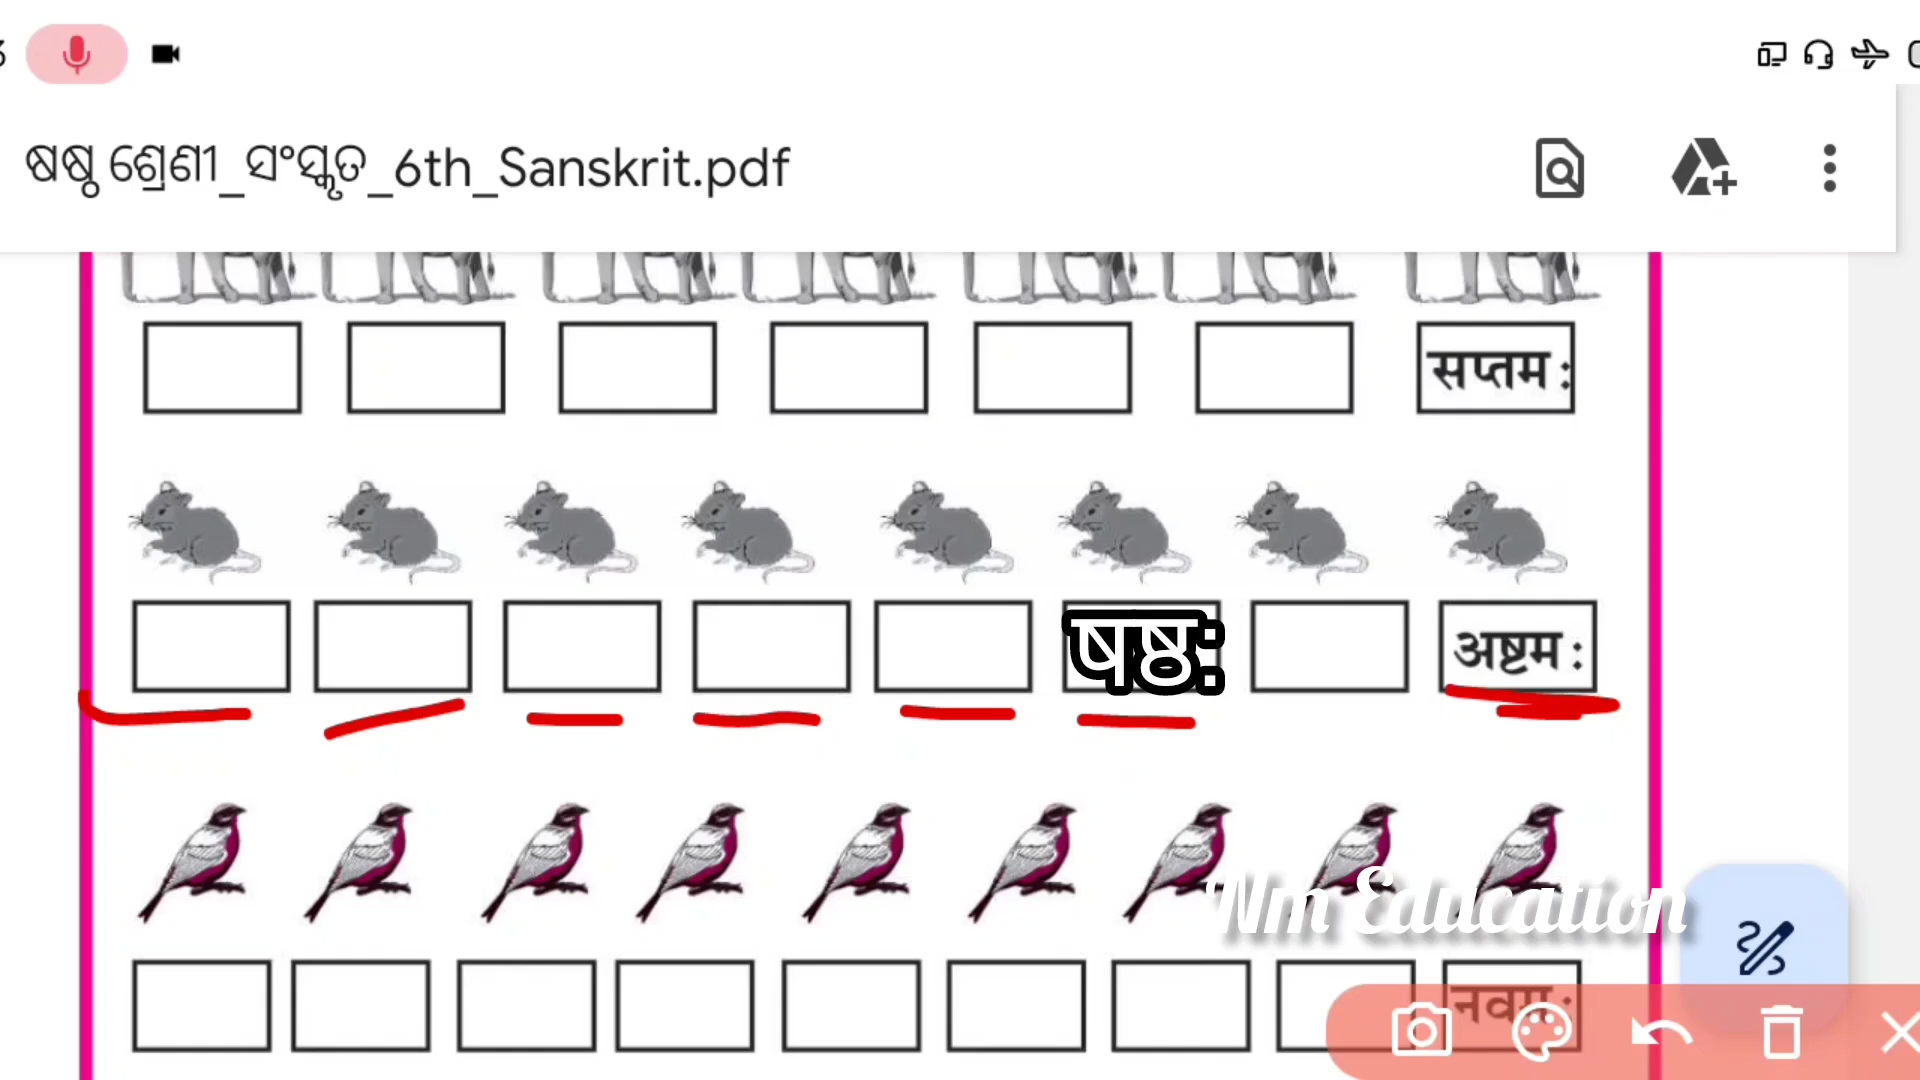 ଷଷ୍ଠ ଶ୍ରେଣୀ_ସଂସ୍କୃତ_6th_Sanskrit.pdf
सप्तम:
षष्ठ:
अष्टम:
Nm Education
नवम: